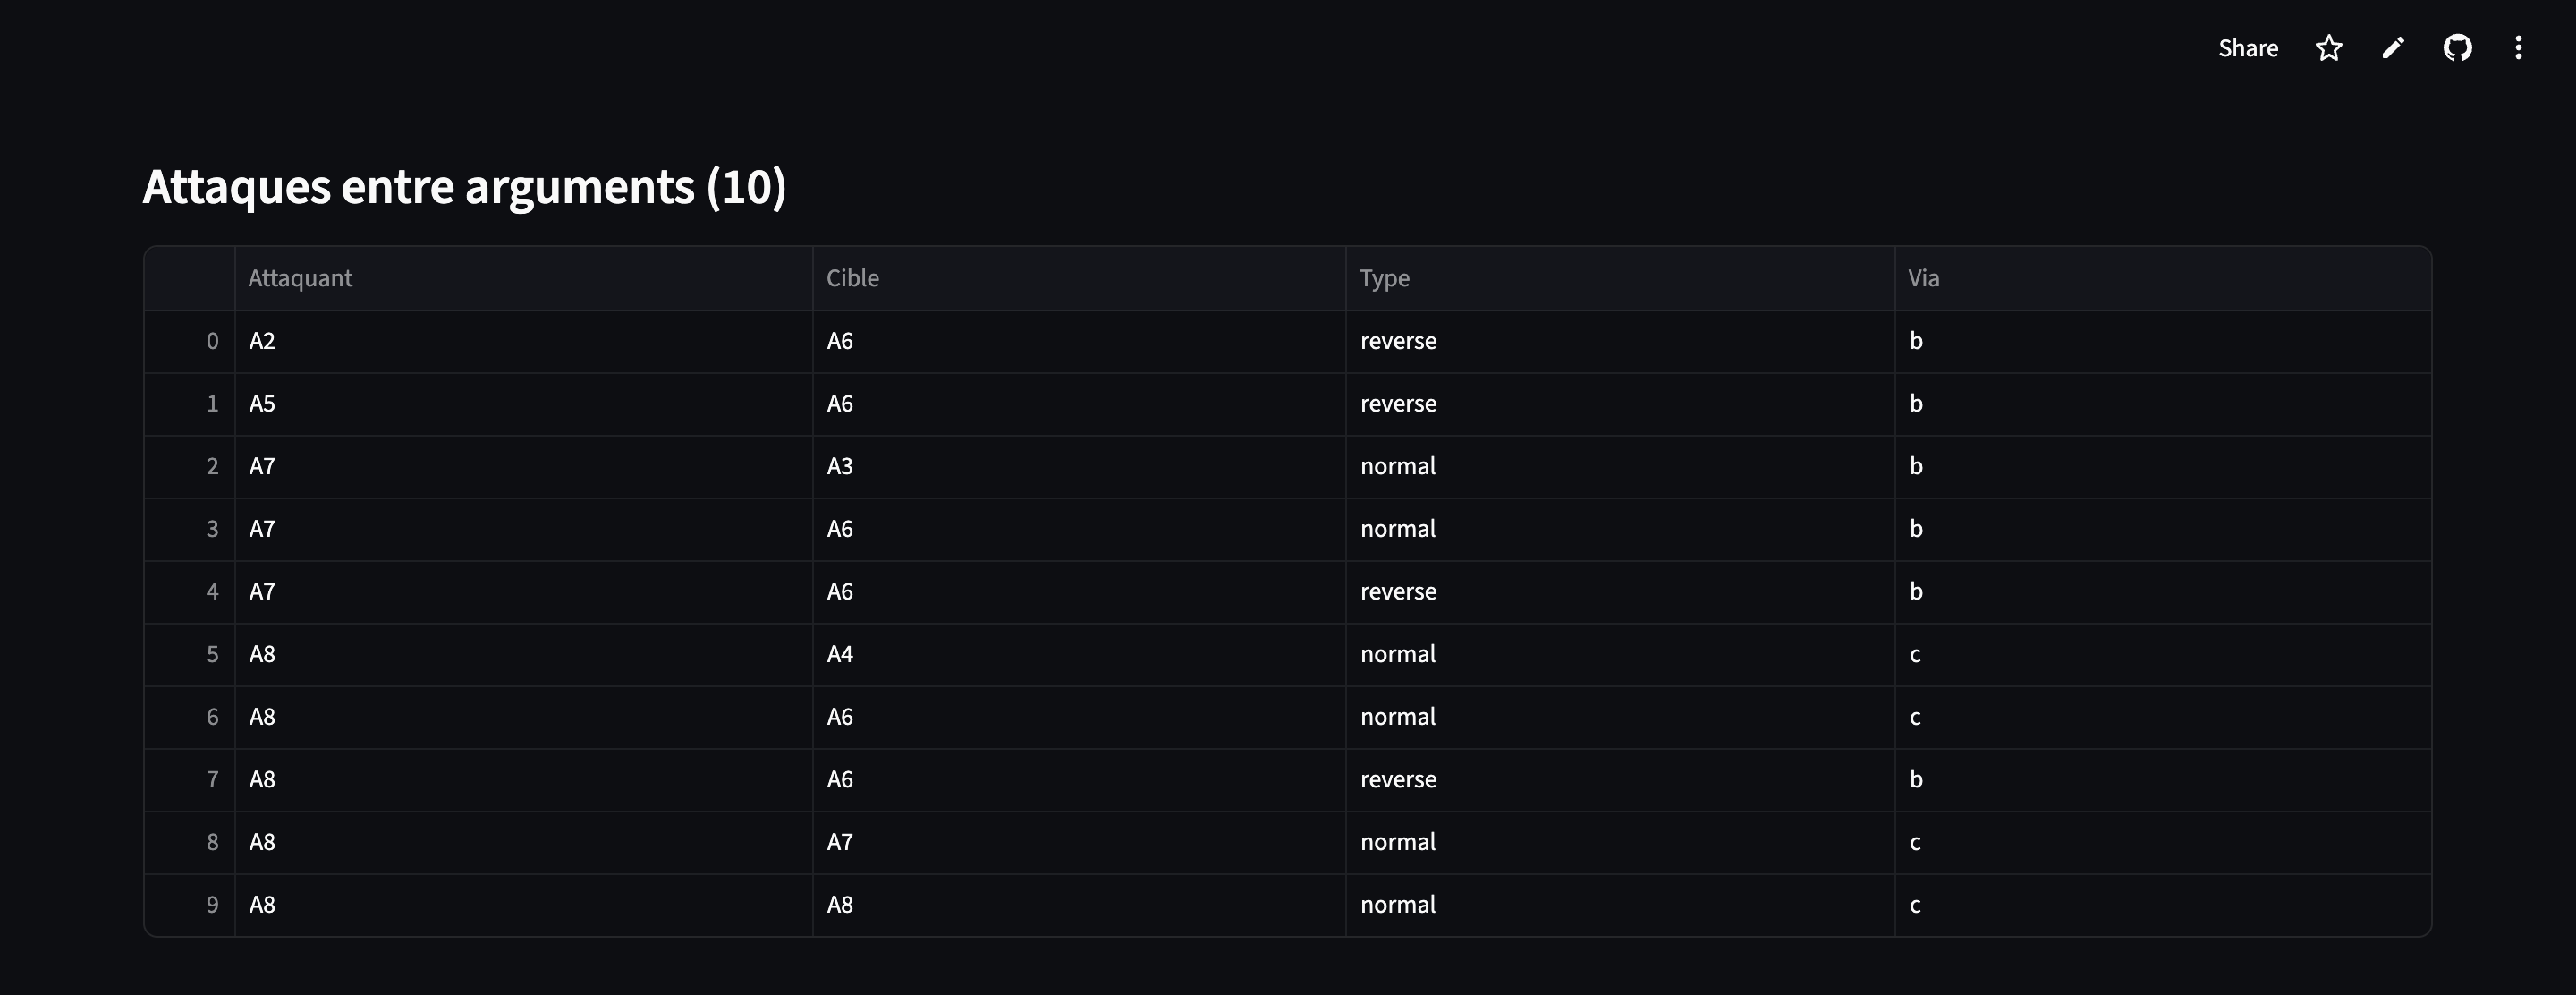 Share
Attaques entre arguments (10)
Attaquant Cible Type Via
0 A2 A6 reverse b
1 A5 A6 reverse b
2 A7 A3 normal b
3 A7 A6 normal b
4 A7 A6 reverse b
5 A8 A4 normal c
6 A8 A6 normal c
7 A8 A6 reverse b
8 A8 A7 normal c
9 A8 A8 normal c